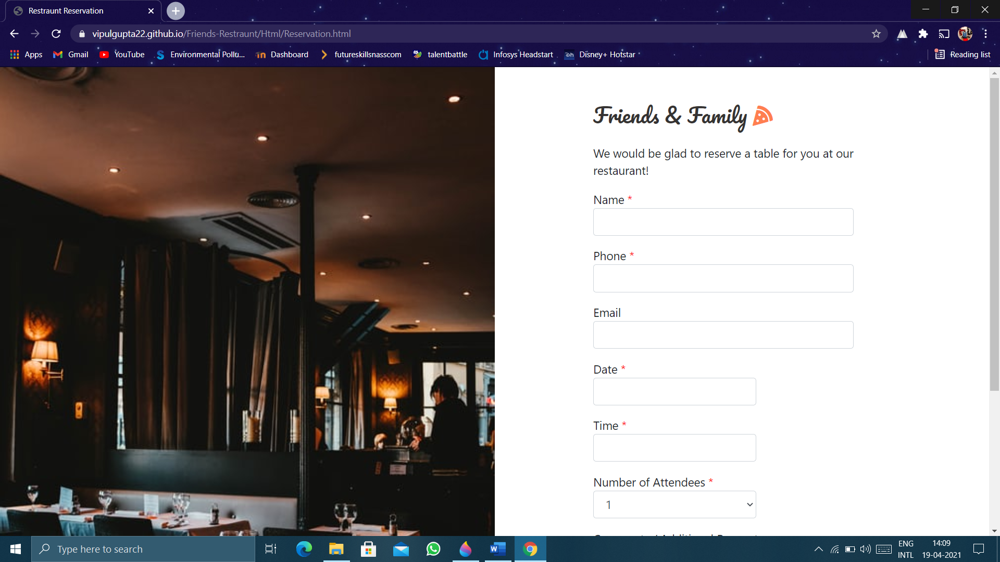 Restraunt Reservation
vipulgupta22.github.io/Friends-Restraunt/Html/Reservation.html
Apps
Gmail
YouTube
Environmental Pollu...
Dashboard
futureskillsnasscom
talentbattle
Infosys Headstart
Disney+ Hotstar
Reading list
Friends & Family
We would be glad to reserve a table for you at our
restaurant!
Name *
Phone *
Email
Date *
Time *
Number of Attendees *
1
Type here to search
ENG
INTL
14:09
19-04-2021